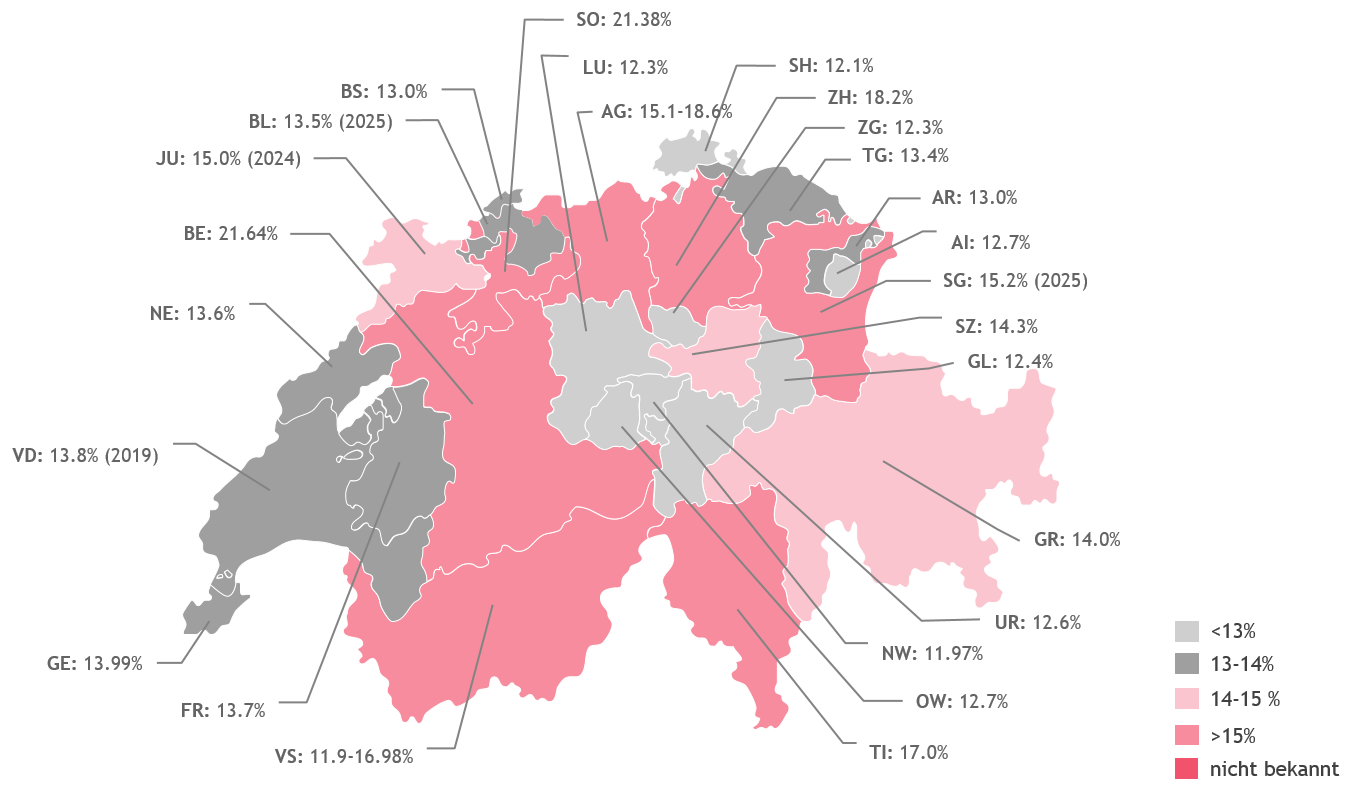 SO: 21.38%
LU: 12.3%
SH: 12.1%
BS: 13.0%
ZH: 18.2%
AG: 15.1-18.6%
BL: 13.5% (2025)
ZG: 12.3%
JU: 15.0% (2024)
TG: 13.4%
AR: 13.0%
BE: 21.64%
AI: 12.7%
SG: 15.2% (2025)
NE: 13.6%
SZ: 14.3%
GL: 12.4%
VD: 13.8% (2019)
GR: 14.0%
UR: 12.6%
NW: 11.97%
GE: 13.99%
OW: 12.7%
FR: 13.7%
TI: 17.0%
VS: 11.9-16.98%
<13%
13-14%
14-15 %
>15%
nicht bekannt